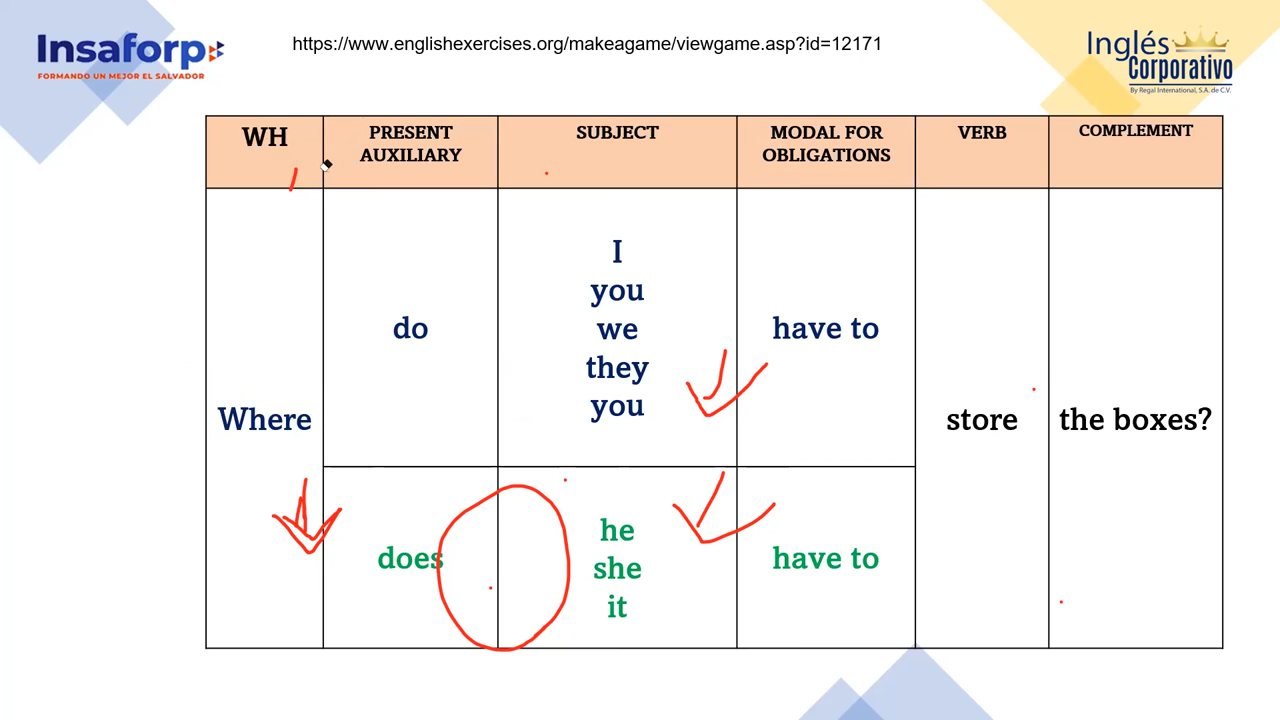 Insaforp
FORMANDO UN MEJOR EL SALVADOR
https://www.englishexercises.org/makeagame/viewgame.asp?id=12171
Inglés
Corporativo
By Regal International, S.A. de C.V.
WH
PRESENT
AUXILIARY
SUBJECT
MODAL FOR
OBLIGATIONS
VERB
COMPLEMENT
Where
do
I
you
we
they
you
have to
store
the boxes?
does
he
she
it
have to